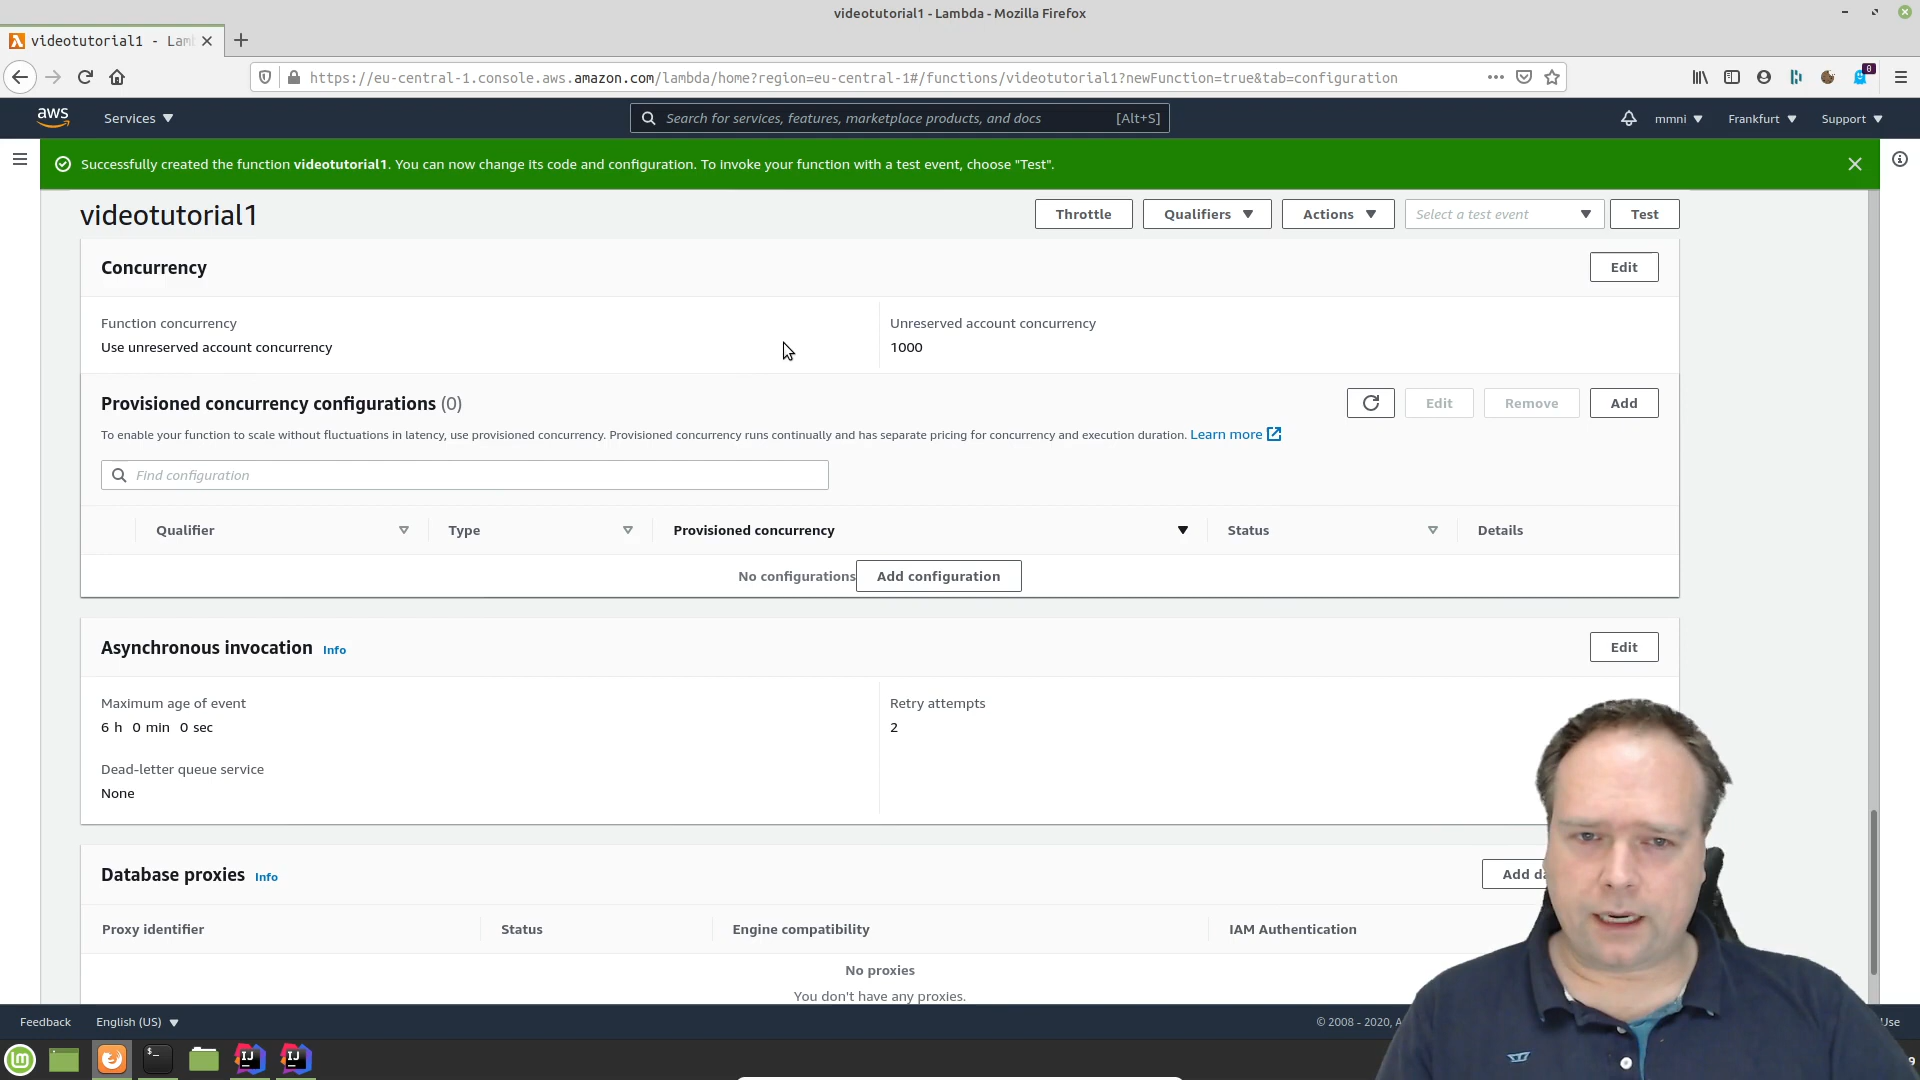 videotutorial1 - Lambda - Mozilla Firefox
videotutorial1 - Lam
https://eu-central-1.console.aws.amazon.com/lambda/home?region=eu-central-1#/functions/videotutorial1?newFunction=true&tab=configuration
0
aws
Services
Search for services, features, marketplace products, and docs
[Alt+S]
mmni
Frankfurt
Support
Successfully created the function videotutorial1. You can now change its code and configuration. To invoke your function with a test event, choose "Test".
videotutorial1
Throttle
Qualifiers
Actions
Select a test event
Test
Concurrency
Edit
Function concurrency
Unreserved account concurrency
Use unreserved account concurrency
1000
Provisioned concurrency configurations (0)
Edit
Remove
Add
To enable your function to scale without fluctuations in latency, use provisioned concurrency. Provisioned concurrency runs continually and has separate pricing for concurrency and execution duration. Learn more
Find configuration
Qualifier
Type
Provisioned concurrency
Status
Details
No configurations
Add configuration
Asynchronous invocation Info
Edit
Maximum age of event
Retry attempts
6 h 0 min 0 sec
2
Dead-letter queue service
None
Database proxies Info
Add da
Proxy identifier
Status
Engine compatibility
IAM Authentication
No proxies
You don't have any proxies.
Feedback
English (US)
© 2008 - 2020, A
Use
IJ
IJ
9